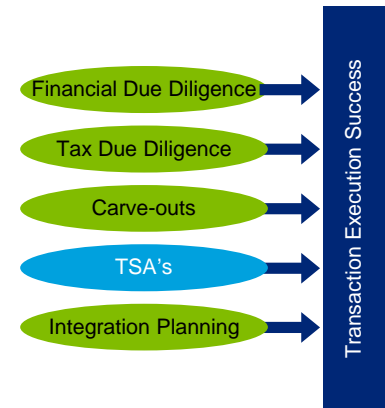 Financial Due Diligence
Tax Due Diligence
Carve-outs
TSA’s
Integration Planning
Transaction Execution Success